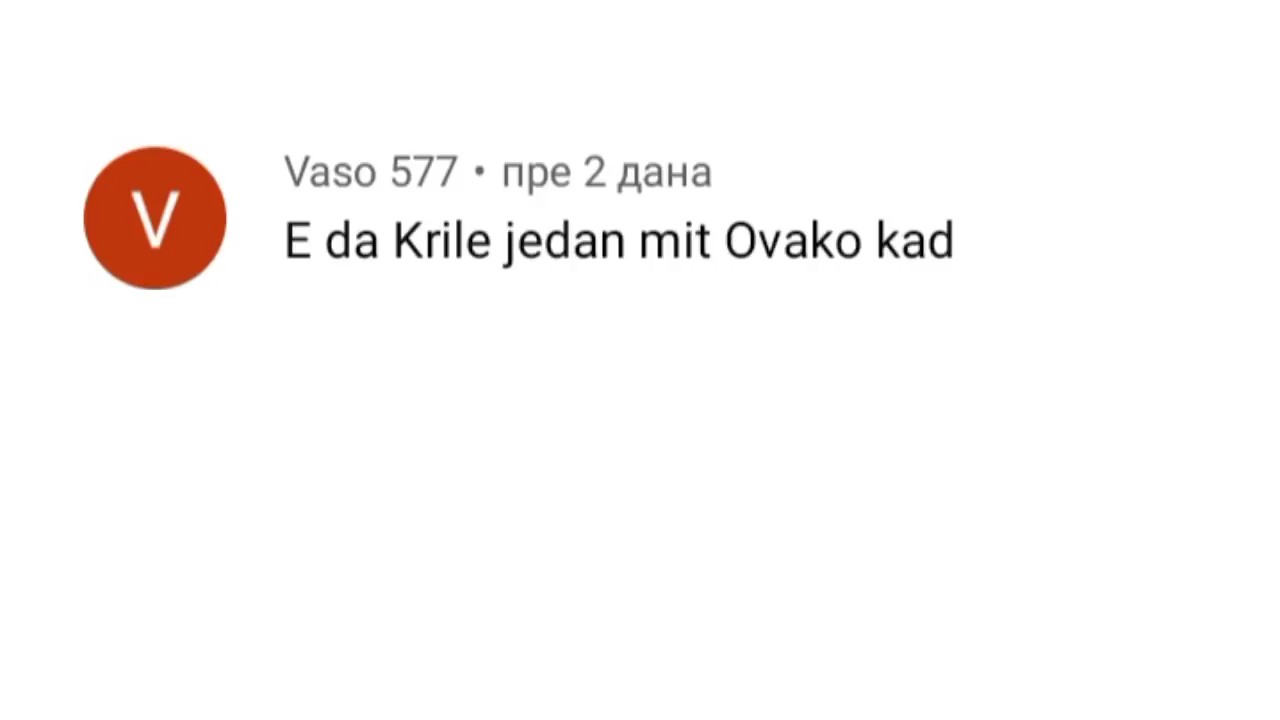 V
Vaso 577 • пре 2 дана
E da Krile jedan mit Ovako kad